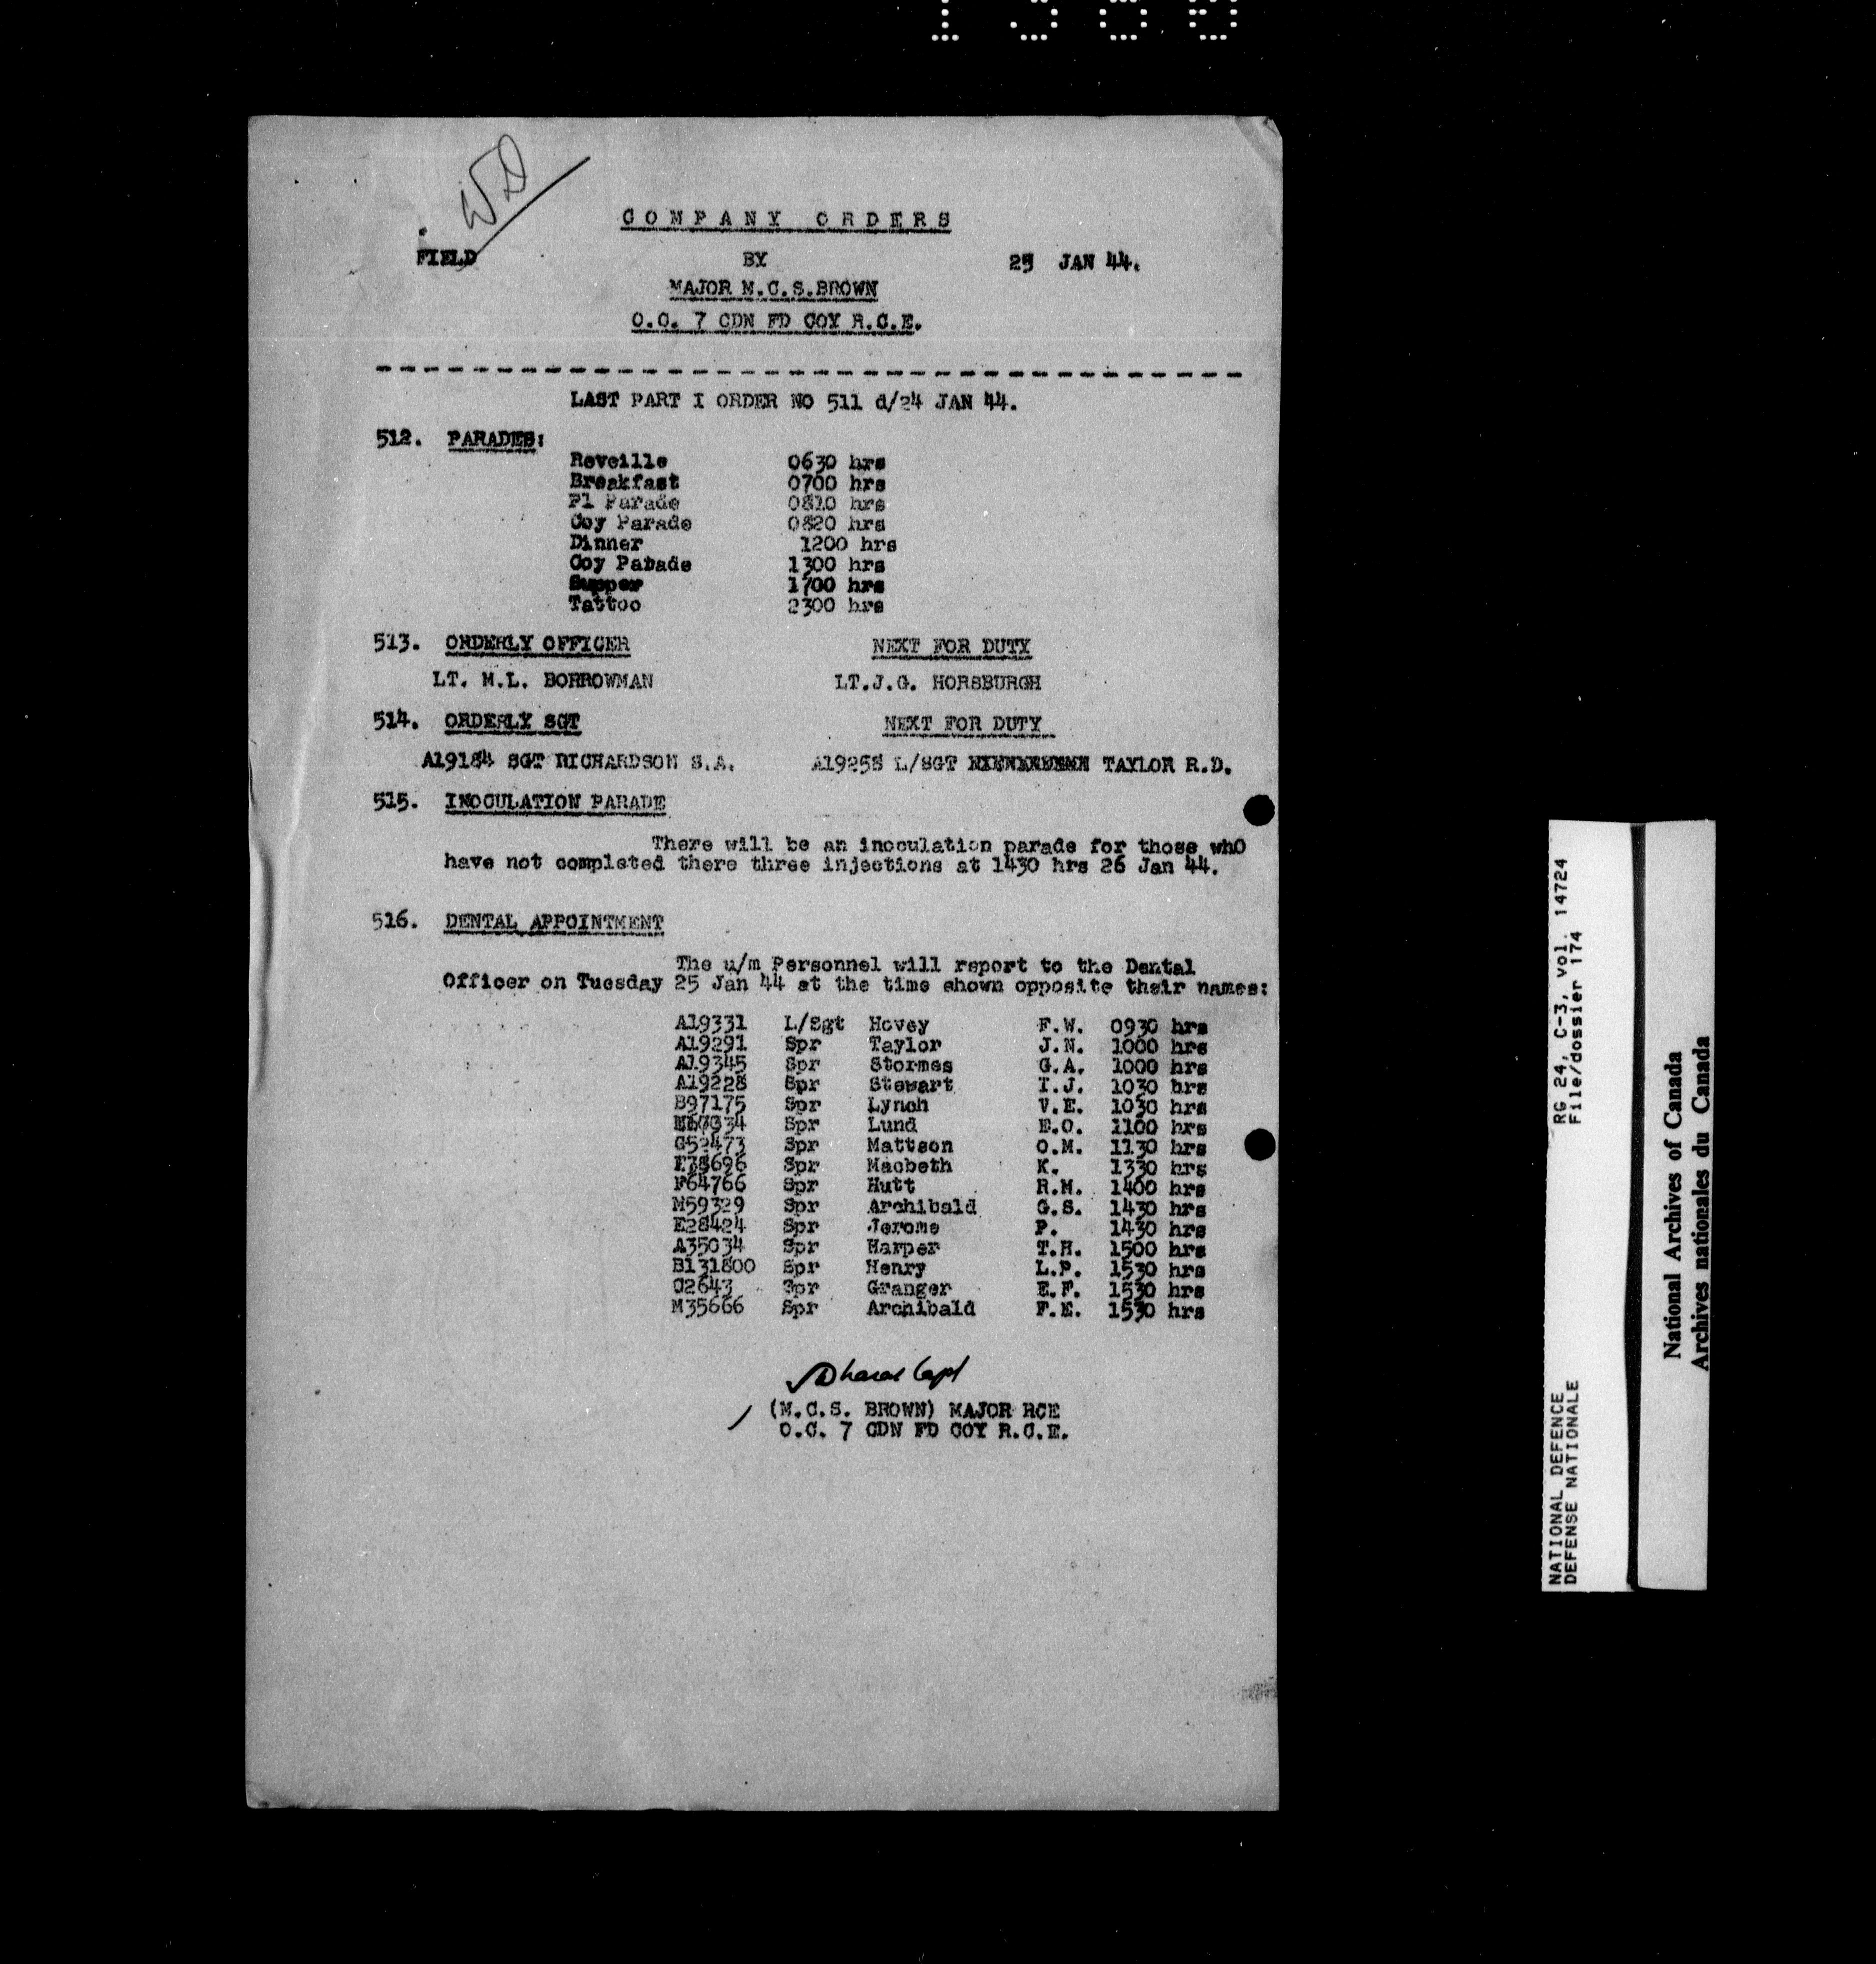 WD
COMPANY ORDERS
FIELD BY 25 JAN 44.
MAJOR M.C.S.BROWN
O.C. 7 CDN FD COY R.C.E.
LAST PART I ORDER NO 511 d/24 JAN 44.
512. PARADES:
Reveille 0630 hrs
Breakfast 0700 hrs
Pl Parade 0810 hrs
Coy Parade 0820 hrs
Dinner 1200 hrs
Coy Parade 1300 hrs
Supper 1700 hrs
Tattoo 2300 hrs
513. ORDERLY OFFICER NEXT FOR DUTY
LT. M.L. BORROWMAN LT.J.G. HORSBURGH
514. ORDERLY SGT NEXT FOR DUTY
A19184 SGT RICHARDSON S.A. A19258 L/SGT TAYLOR R.D.
515. INOCULATION PARADE
There will be an inoculation parade for those who
have not completed there three injections at 1430 hrs 26 Jan 44.
516. DENTAL APPOINTMENT
The u/m Personnel will report to the Dental
Officer on Tuesday 25 Jan 44 at the time shown opposite their names:
A19331 L/Sgt Hovey F.W. 0930 hrs
A19291 Spr Taylor J.N. 1000 hrs
A19345 Spr Stormes G.A. 1000 hrs
A19228 Spr Stewart T.J. 1030 hrs
B97175 Spr Lynch V.E. 1030 hrs
Spr Lund E.O. 1100 hrs
G52473 Spr Mattson O.M. 1130 hrs
Spr Macbeth K. 1330 hrs
F64766 Spr Hutt R.M. 1400 hrs
M59329 Spr Archibald G.S. 1430 hrs
E28424 Spr Jerome P. 1430 hrs
A35034 Spr Harper T.H. 1500 hrs
B131800 Spr Henry L.P. 1530 hrs
C2643 Spr Granger E.F. 1530 hrs
M35666 Spr Archibald F.E. 1530 hrs
Capt
(M.C.S. BROWN) MAJOR RCE
O.C. 7 CDN FD COY R.C.E.
NATIONAL DEFENCE RG 24, C-3, vol. 14724
DEFENSE NATIONALE File/dossier 174
National Archives of Canada
Archives nationales du Canada